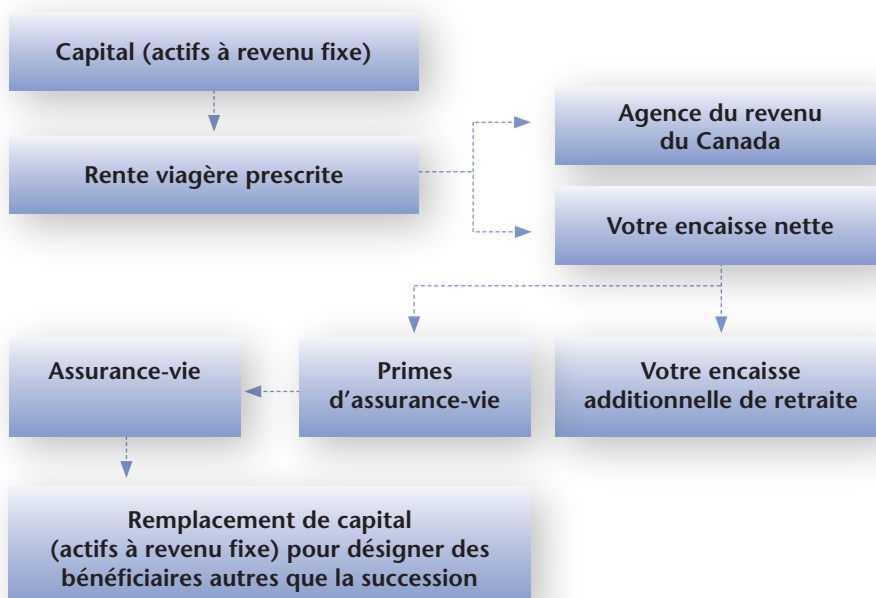 Capital (actifs à revenu fixe)
Rente viagère prescrite
Agence du revenu
du Canada
Votre encaisse nette
Assurance-vie
Primes
d’assurance-vie
Votre encaisse
additionnelle de retraite
Remplacement de capital
(actifs à revenu fixe) pour désigner des
bénéficiaires autres que la succession